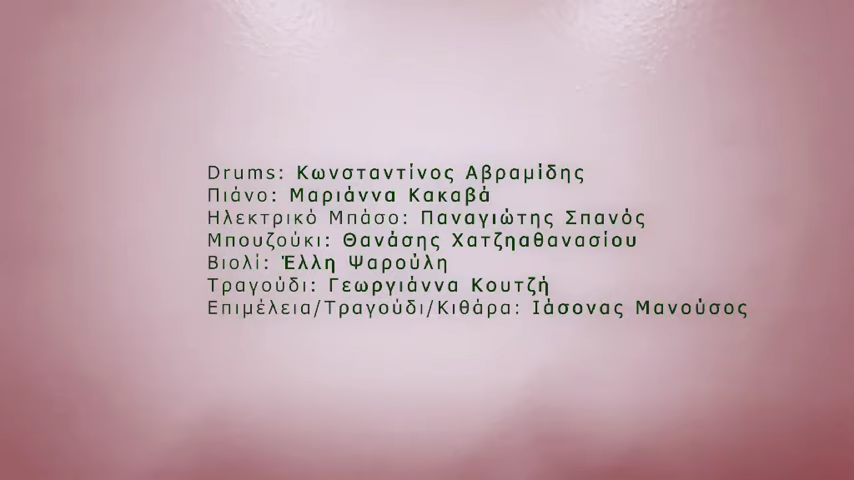 Drums: Κωνσταντίνος Αβραμίδης
Πιάνο: Μαριάννα Κακαβά
Ηλεκτρικό Μπάσο: Παναγιώτης Σπανός
Μπουζούκι: Θανάσης Χατζηαθανασίου
Βιολί: Έλλη Ψαρούλη
Τραγούδι: Γεωργιάννα Κουτζή
Επιμέλεια/Τραγούδι/Κιθάρα: Ιάσονας Μανούσος